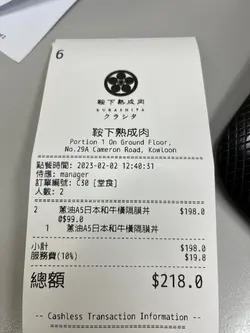 6
鞍下熟成肉
KURASHITA
クラシタ
鞍下熟成肉
Portion 1 On Ground Floor,
No.29A Cameron Road, Kowloon
點餐時間: 2023-02-02 12:40:31
侍應: manager
訂單編號: C30 [堂食]
人數: 2
2 蔥油A5日本和牛橫隔膜丼 $198.0
@$99.0
1 蔥油A5日本和牛橫隔膜丼
小計 $198.0
服務費(10%) $19.8
總額 $218.0
-- Cashless Transaction Information --